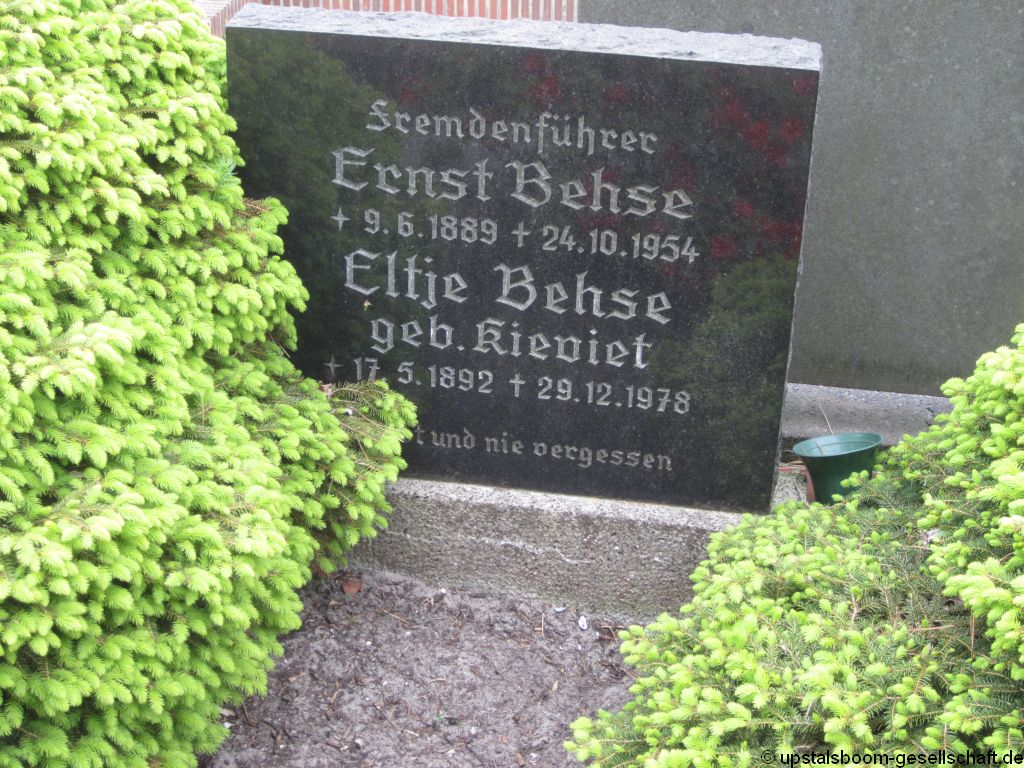 Fremdenführer
Ernst Behse
✢ 9.6.1889 ✝ 24.10.1954
Eltje Behse
geb. Kieviet
✢ 17.5.1892 ✝ 29.12.1978
und nie vergessen
© upstalsboom-gesellschaft.de